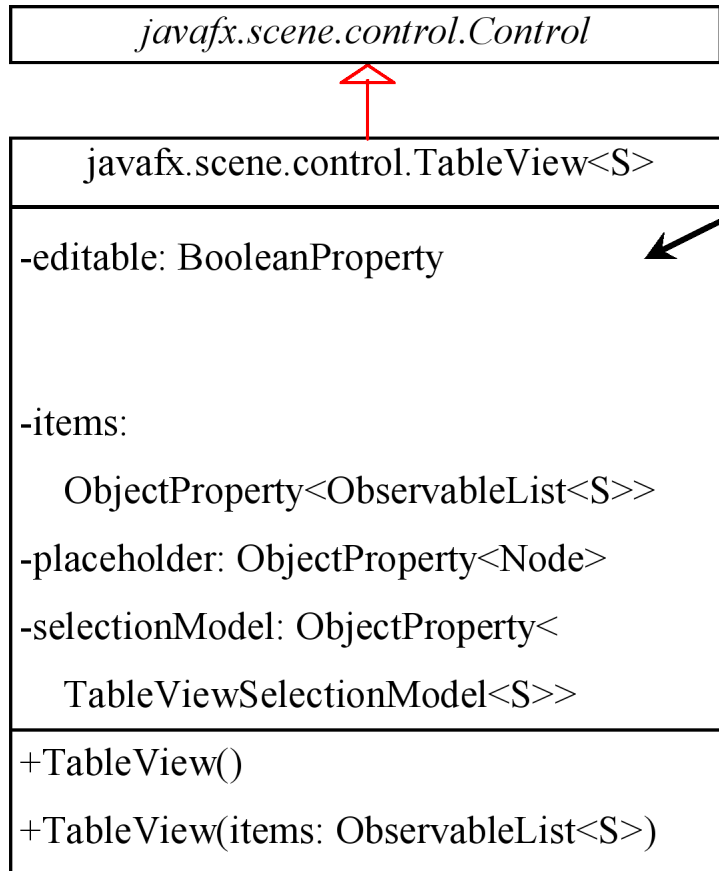 javafx.scene.control.Control
javafx.scene.control.TableView<S>
-editable: BooleanProperty
-items:
ObjectProperty<ObservableList<S>>
-placeholder: ObjectProperty<Node>
-selectionModel: ObjectProperty<
TableViewSelectionModel<S>>
+TableView()
+TableView(items: ObservableList<S>)